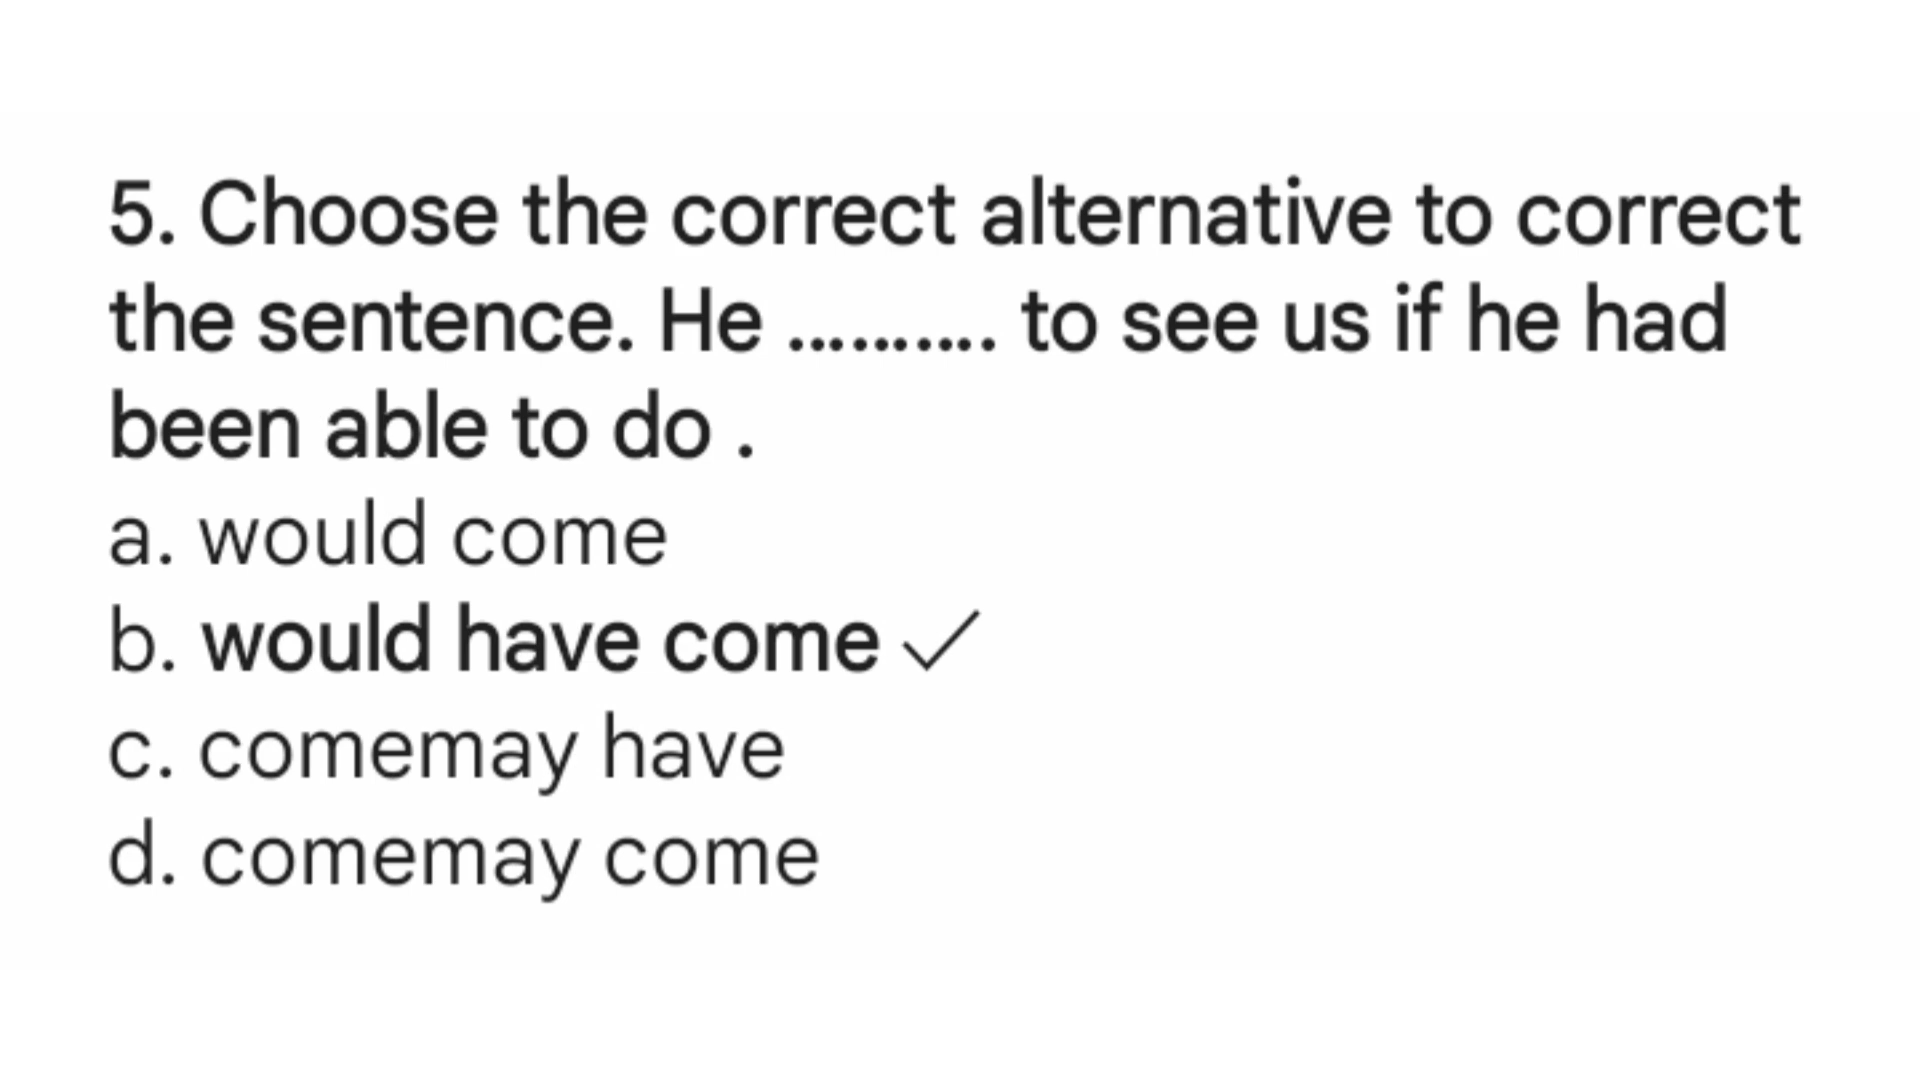 5. Choose the correct alternative to correct
the sentence. He .......... to see us if he had
been able to do .
a. would come
b. would have come ✓
c. comemay have
d. comemay come